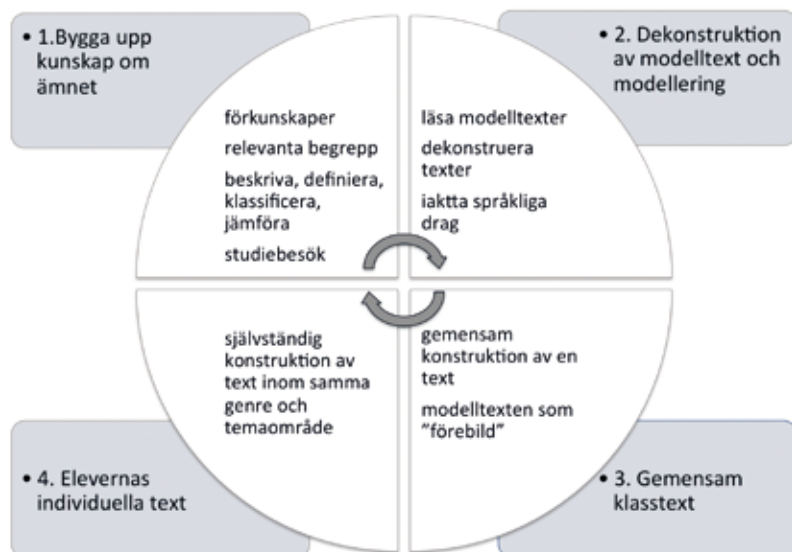 • 1.Bygga upp
kunskap om
ämnet
förkunskaper
relevanta begrepp
beskriva, definiera,
klassificera,
jämföra
studiebesök
• 2. Dekonstruktion
av modelltext och
modellering
läsa modelltexter
dekonstruera
texter
iaktta språkliga
drag
självständig
konstruktion av
text inom samma
genre och
temaområde
• 4. Elevernas
individuella text
gemensam
konstruktion av en
text
modelltexten som
”förebild”
• 3. Gemensam
klasstext